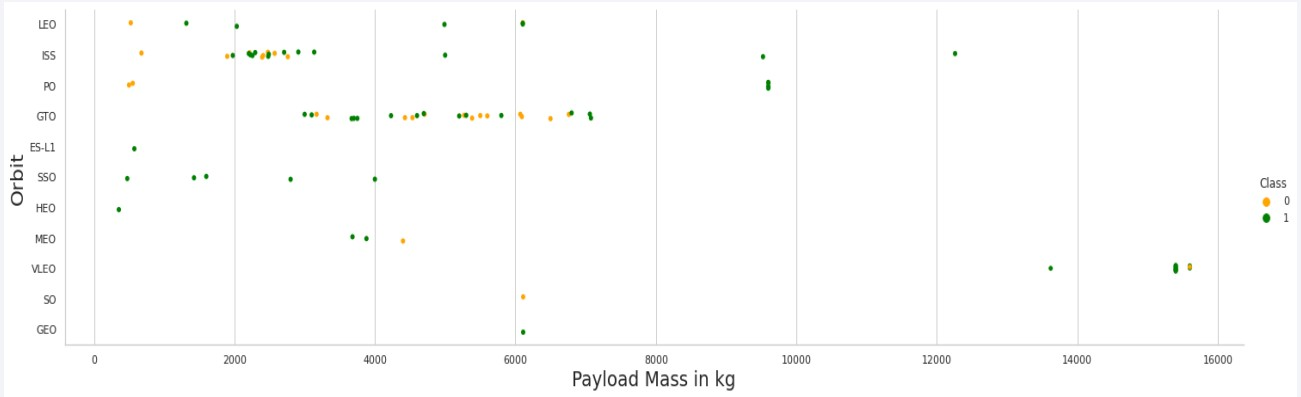 Orbit
LEO
ISS
PO
GTO
ES-L1
SSO
HEO
MEO
VLEO
SO
GEO
0 2000 4000 6000 8000 10000 12000 14000 16000
Payload Mass in kg
Class
0
1